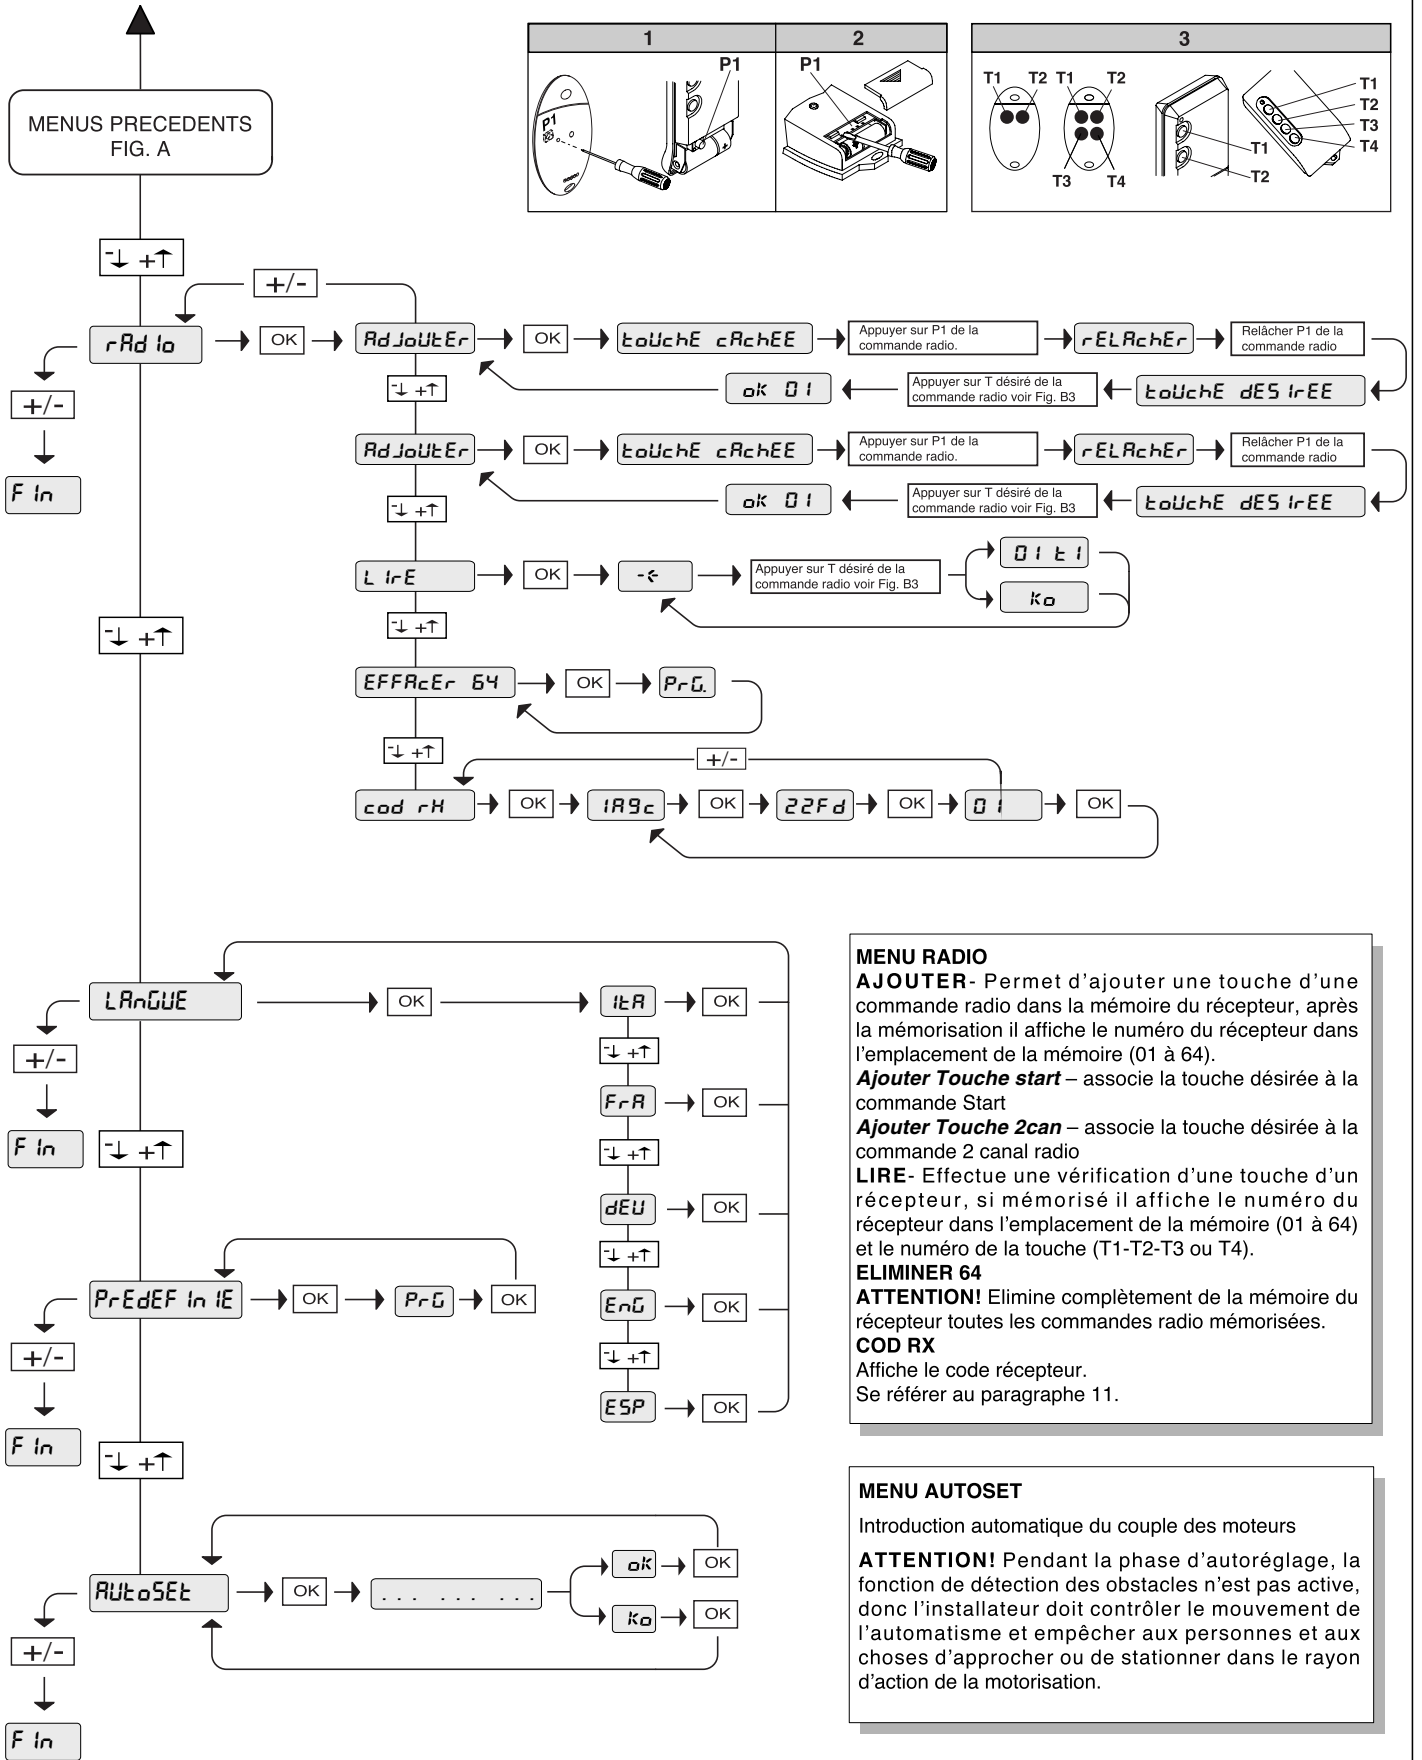 1
2
3
P1
P1
P1
T1
T2
T3
T4
T1
T2
T1
T2
T1
T2
T3
T4
MENUS PRECEDENTS
FIG. A
-↓ +↑
+/-
rAdIo
OK
AdJoUtEr
OK
toUchE cAchEE
Appuyer sur P1 de la
commande radio.
rELAchEr
Relâcher P1 de la
commande radio
toUchE dESIrEE
Appuyer sur T désiré de la
commande radio voir Fig. B3
oK 01
+/-
FIn
-↓ +↑
AdJoUtEr
OK
toUchE cAchEE
Appuyer sur P1 de la
commande radio.
rELAchEr
Relâcher P1 de la
commande radio
toUchE dESIrEE
Appuyer sur T désiré de la
commande radio voir Fig. B3
oK 01
-↓ +↑
LIrE
OK
-<
Appuyer sur T désiré de la
commande radio voir Fig. B3
01 t1
Ko
-↓ +↑
-↓ +↑
EFFAcEr 64
OK
PrG.
-↓ +↑
+/-
cod rH
OK
1A9c
OK
22Fd
OK
01
OK
LAnGUE
OK
ItA
OK
-↓ +↑
FrA
OK
-↓ +↑
dEU
OK
-↓ +↑
EnG
OK
-↓ +↑
ESP
OK
+/-
FIn
-↓ +↑
PrEdEFInIE
OK
PrG
OK
+/-
FIn
-↓ +↑
AUtoSEt
OK
... ... ...
oK
OK
Ko
OK
+/-
FIn
MENU RADIO
AJOUTER- Permet d'ajouter une touche d'une
commande radio dans la mémoire du récepteur, après
la mémorisation il affiche le numéro du récepteur dans
l'emplacement de la mémoire (01 à 64).
Ajouter Touche start – associe la touche désirée à la
commande Start
Ajouter Touche 2can – associe la touche désirée à la
commande 2 canal radio
LIRE- Effectue une vérification d'une touche d'un
récepteur, si mémorisé il affiche le numéro du
récepteur dans l'emplacement de la mémoire (01 à 64)
et le numéro de la touche (T1-T2-T3 ou T4).
ELIMINER 64
ATTENTION! Elimine complètement de la mémoire du
récepteur toutes les commandes radio mémorisées.
COD RX
Affiche le code récepteur.
Se référer au paragraphe 11.
MENU AUTOSET
Introduction automatique du couple des moteurs
ATTENTION! Pendant la phase d'autoréglage, la
fonction de détection des obstacles n'est pas active,
donc l'installateur doit contrôler le mouvement de
l'automatisme et empêcher aux personnes et aux
choses d'approcher ou de stationner dans le rayon
d'action de la motorisation.